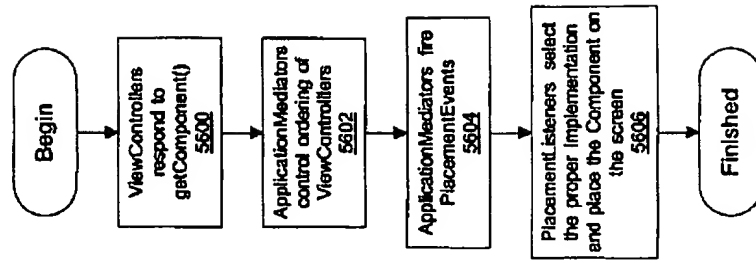 Begin
ViewControllers
respond to
getComponent()
5600
ApplicationMediators
control ordering of
ViewControllers
5602
ApplicationMediators fire
PlacementEvents
5604
PlacementListeners select
the proper Implementation
and place the Component on
the screen
5606
Finished